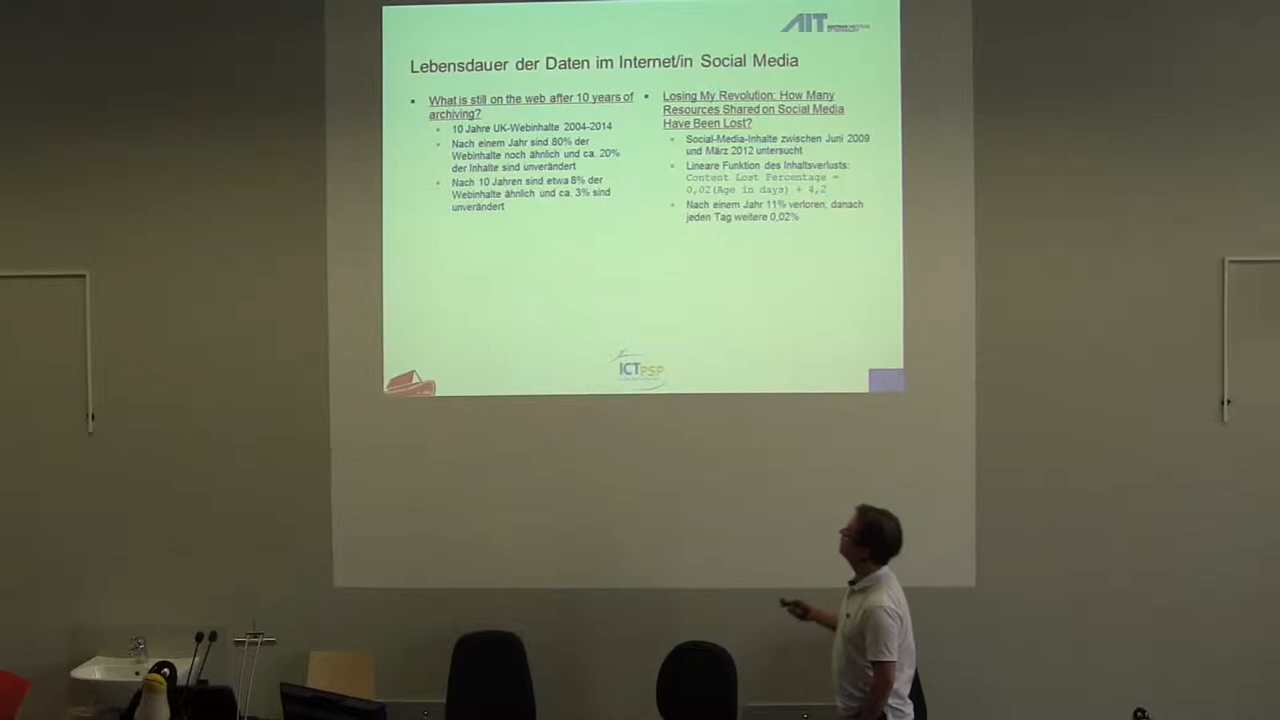 AIT
Lebensdauer der Daten im Internet/in Social Media
What is still on the web after 10 years of
archiving?
10 Jahre UK-Webinhalte 2004-2014
Nach einem Jahr sind 80% der
Webinhalte noch ähnlich und ca. 20%
der Inhalte sind unverändert
Nach 10 Jahren sind etwa 8% der
Webinhalte ähnlich und ca. 3% sind
unverändert
Losing My Revolution: How Many
Resources Shared on Social Media
Have Been Lost?
Social-Media-Inhalte zwischen Juni 2009
und März 2012 untersucht
Lineare Funktion des Inhaltsverlusts:
Content Lost Percentage =
0,02(Age in days) + 4,2
Nach einem Jahr 11% verloren, danach
jeden Tag weitere 0,02%
ICT PSP